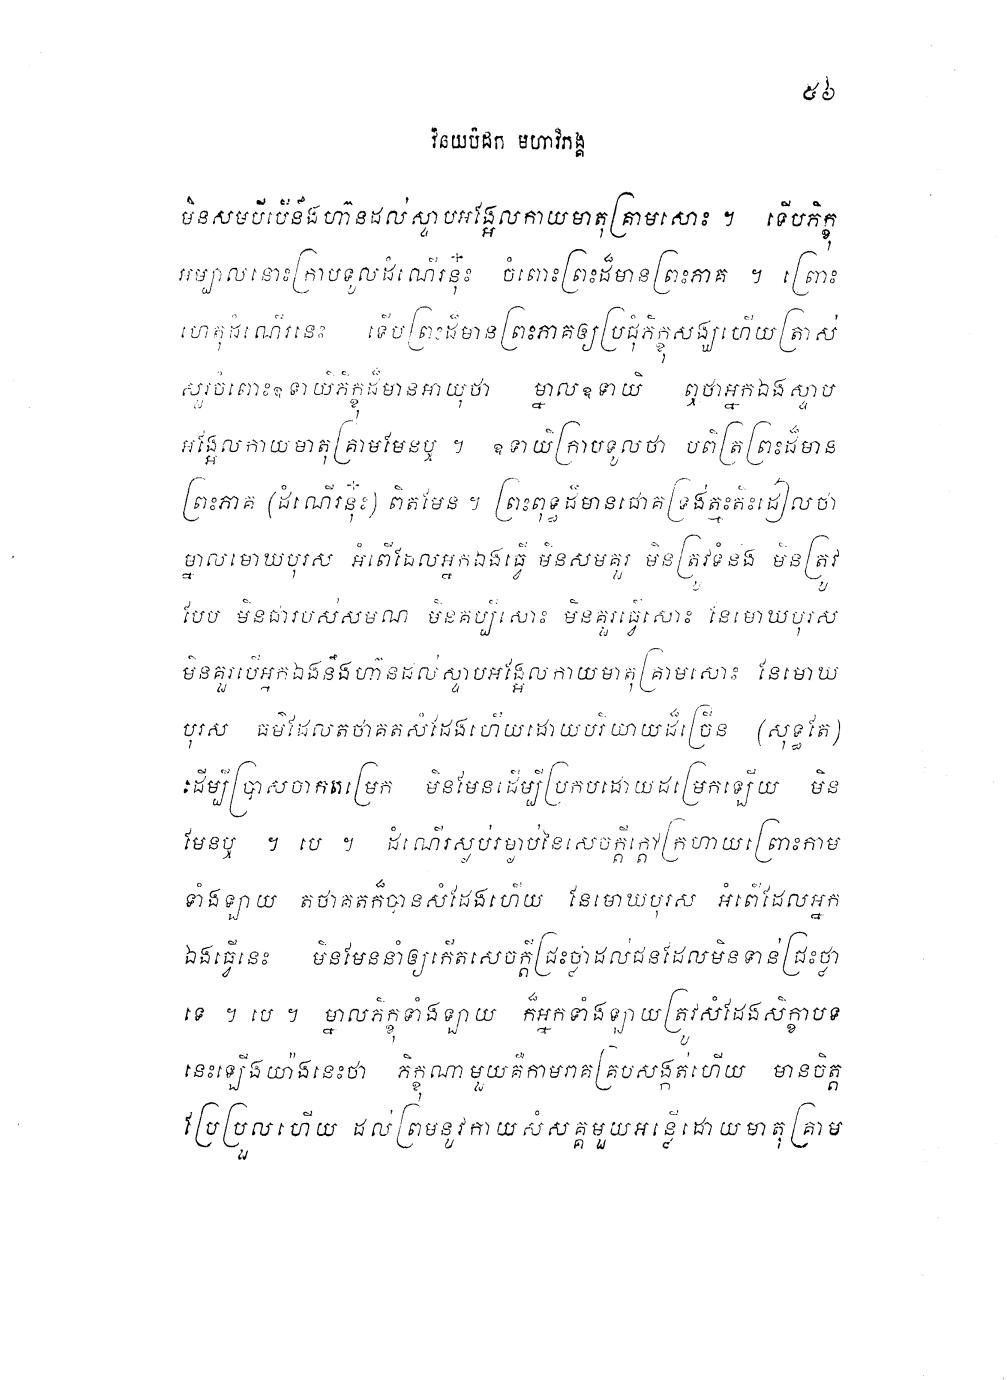 ៥៦
វិនយបិដក មហាវិភង្គ
មិនសមបីបើនឹងហ៊ានដល់ស្ទាបអង្អែលកាយមាតុគ្រាមសោះ ។ ទើបភិក្ខុ
អម្បាលនោះក្រាបទូលដំណើរនុ៎ះ ចំពោះព្រះដ៏មានព្រះភាគ ។ ព្រោះ
ហេតុដំណើរនេះ ទើបព្រះដ៏មានព្រះភាគឲ្យប្រជុំភិក្ខុសង្ឃហើយត្រាស់
សួរចំពោះឧទាយិភិក្ខុដ៏មានអាយុថា ម្នាលឧទាយិ ឮថាអ្នកឯងស្ទាប
អង្អែលកាយមាតុគ្រាមមែនឬ ។ ឧទាយិក្រាបទូលថា បពិត្រព្រះដ៏មាន
ព្រះភាគ (ដំណើរនុ៎ះ) ពិតមែន ។ ព្រះពុទ្ធដ៏មានជោគទ្រង់ត្មះតិះដៀលថា
ម្នាលមោឃបុរស អំពើដែលអ្នកឯងធ្វើ មិនសមគួរ មិនត្រូវទំនង មិនត្រូវ
បែប មិនជារបស់សមណ មិនគប្បីសោះ មិនគួរធ្វើសោះ នែមោឃបុរស
មិនគួរបើអ្នកឯងនឹងហ៊ានដល់ស្ទាបអង្អែលកាយមាតុគ្រាមសោះ នែមោឃ
បុរស ធម៌ដែលតថាគតសំដែងហើយដោយបរិយាយដ៏ច្រើន (សុទ្ធតែ)
ដើម្បីប្រាសចាកតម្រេក មិនមែនដើម្បីប្រកបដោយដម្រេកឡើយ មិន
មែនឬ ។ បេ ។ ដំណើរស្ងប់រម្ងាប់នៃសេចក្តីក្តៅក្រហាយព្រោះកាម
ទាំងឡាយ តថាគតក៏បានសំដែងហើយ នែមោឃបុរស អំពើដែលអ្នក
ឯងធ្វើនេះ មិនមែននាំឲ្យកើតសេចក្តីជ្រះថ្លាដល់ជនដែលមិនទាន់ជ្រះថ្លា
ទេ ។ បេ ។ ម្នាលភិក្ខុទាំងឡាយ ក៏អ្នកទាំងឡាយត្រូវសំដែងសិក្ខាបទ
នេះឡើងយ៉ាងនេះថា ភិក្ខុណាមួយគឺកាមរាគគ្របសង្កត់ហើយ មានចិត្ត
ប្រែប្រួលហើយ ដល់ព្រមនូវកាយសំសគ្គមួយអន្លើដោយមាតុគ្រាម